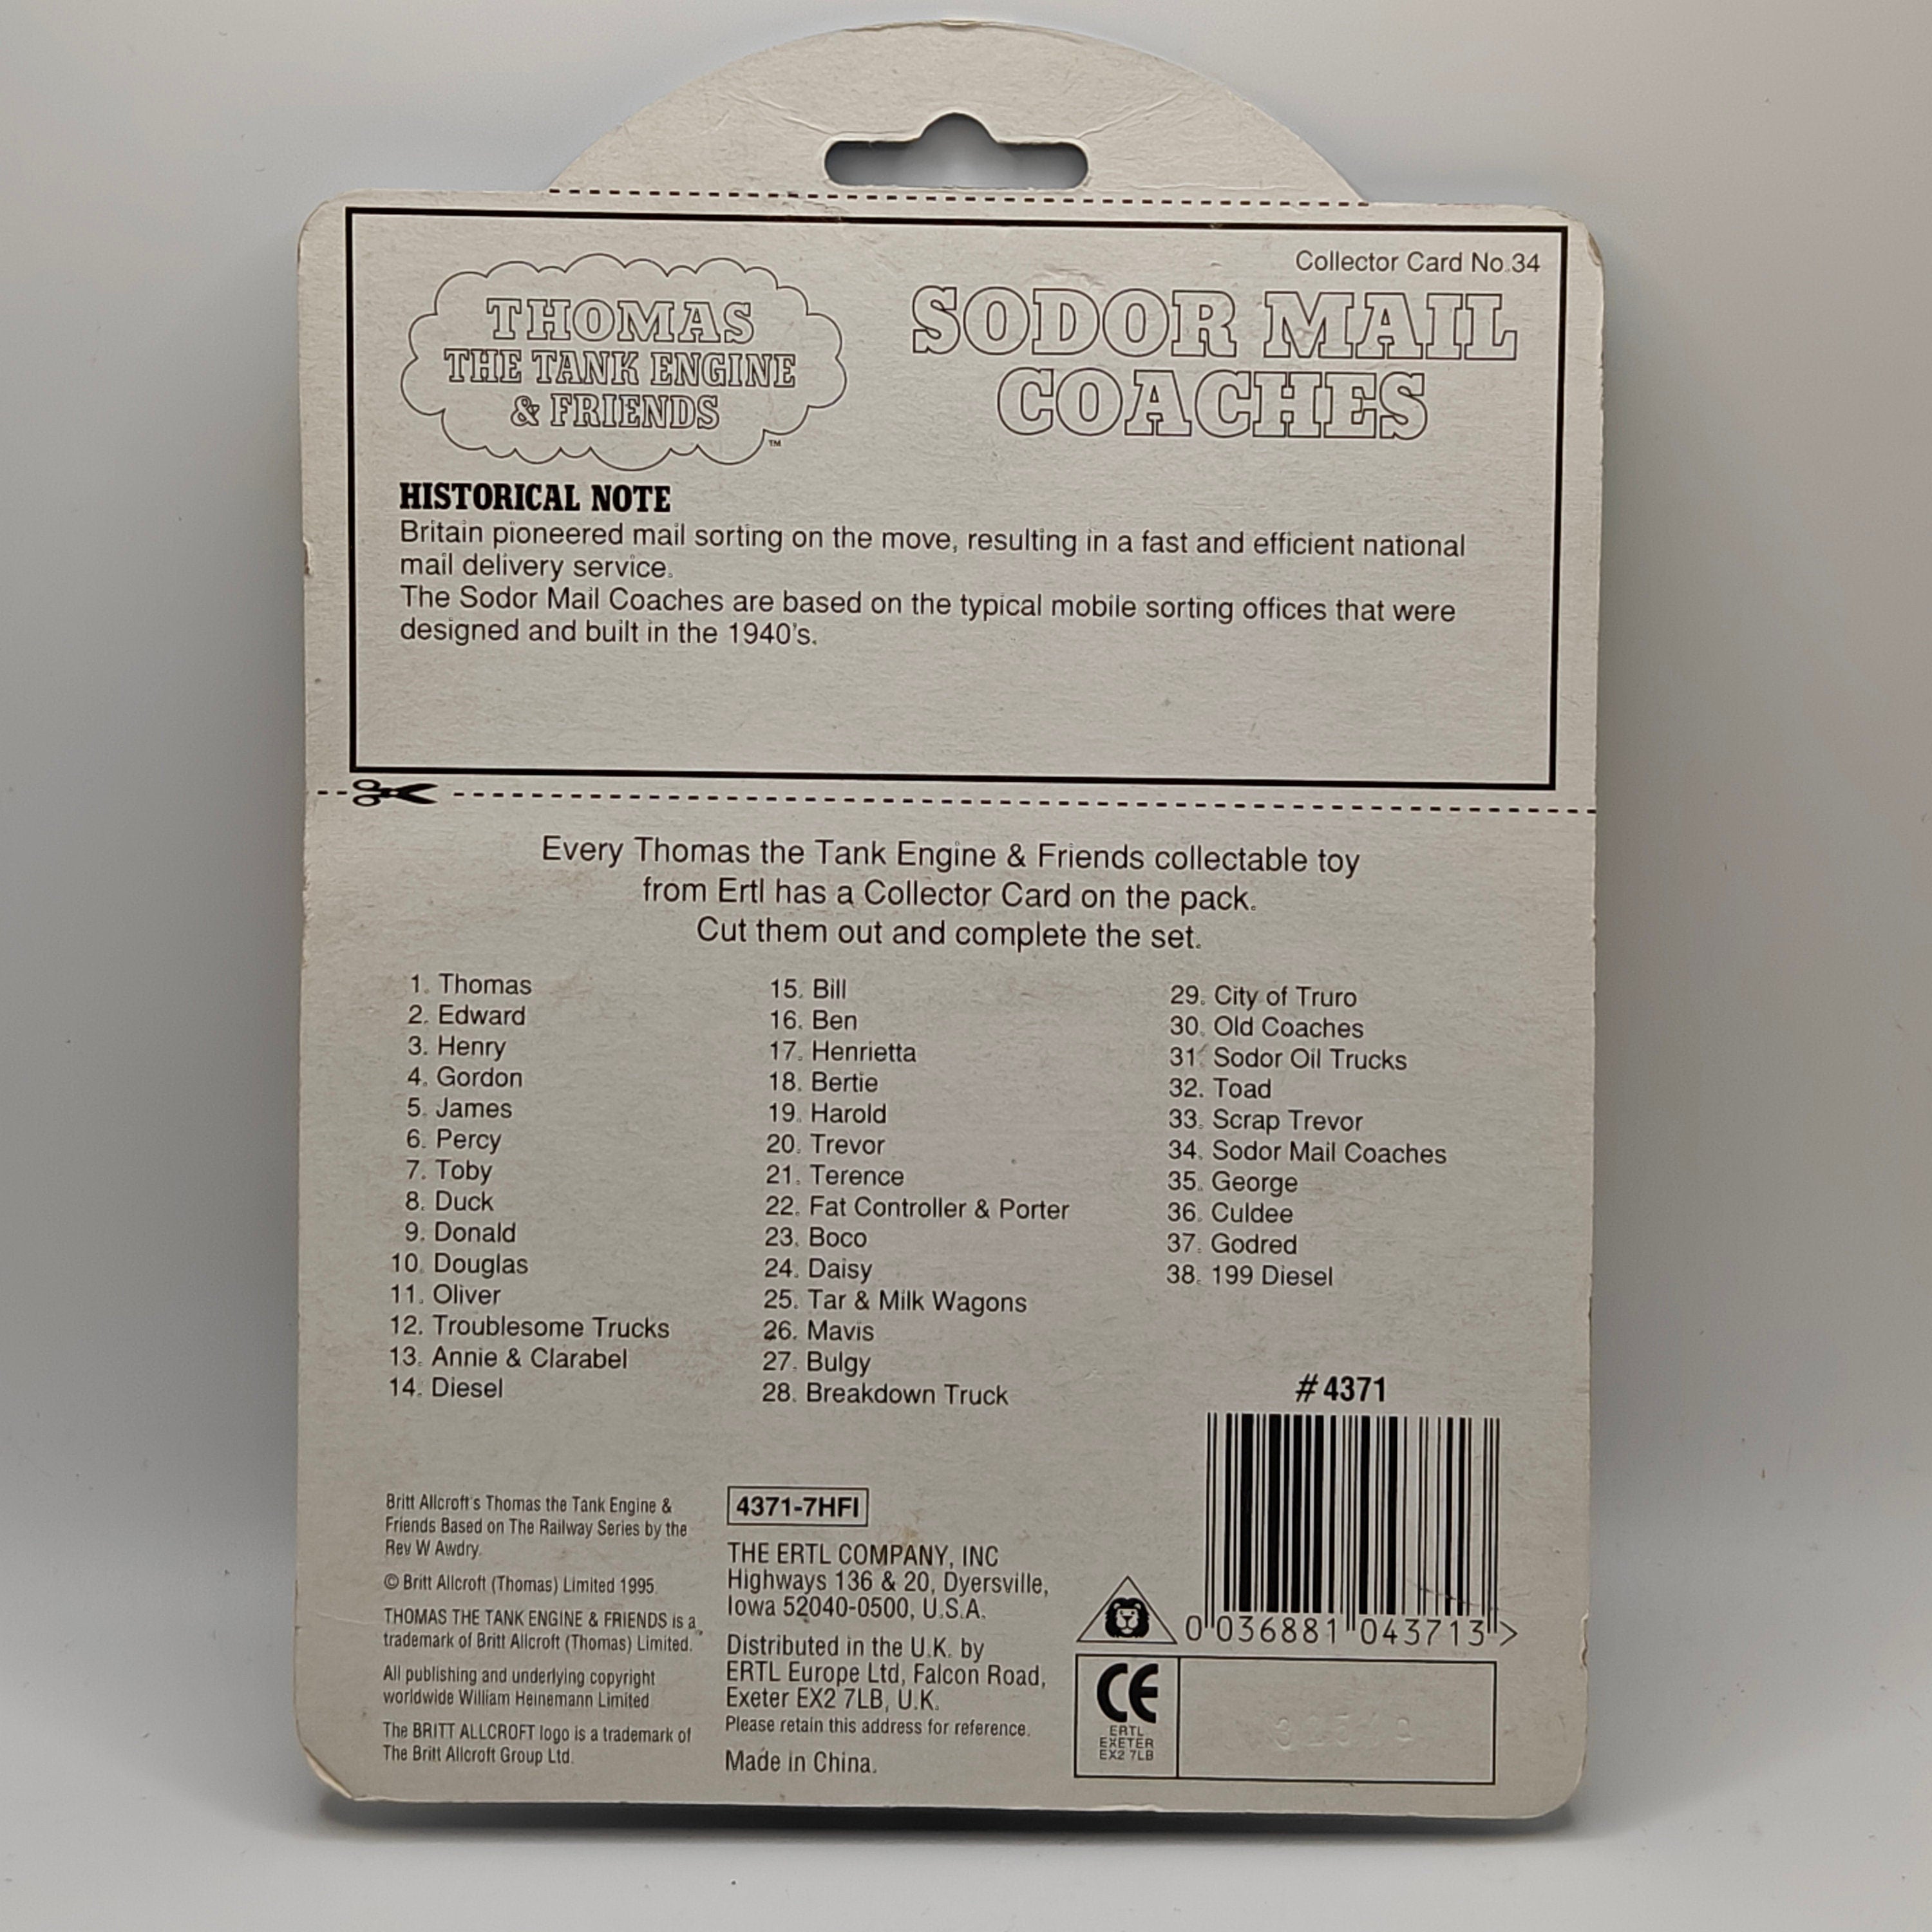 Collector Card No.34
THOMAS
THE TANK ENGINE
& FRIENDS
TM
SODOR MAIL
COACHES
HISTORICAL NOTE
Britain pioneered mail sorting on the move, resulting in a fast and efficient national
mail delivery service.
The Sodor Mail Coaches are based on the typical mobile sorting offices that were
designed and built in the 1940's.
Every Thomas the Tank Engine & Friends collectable toy
from Ertl has a Collector Card on the pack.
Cut them out and complete the set.
1. Thomas
2. Edward
3. Henry
4. Gordon
5. James
6. Percy
7. Toby
8. Duck
9. Donald
10. Douglas
11. Oliver
12. Troublesome Trucks
13. Annie & Clarabel
14. Diesel
15. Bill
16. Ben
17. Henrietta
18. Bertie
19. Harold
20. Trevor
21. Terence
22. Fat Controller & Porter
23. Boco
24. Daisy
25. Tar & Milk Wagons
26. Mavis
27. Bulgy
28. Breakdown Truck
29. City of Truro
30. Old Coaches
31. Sodor Oil Trucks
32. Toad
33. Scrap Trevor
34. Sodor Mail Coaches
35. George
36. Culdee
37. Godred
38. 199 Diesel
Britt Allcroft's Thomas the Tank Engine &
Friends Based on The Railway Series by the
Rev W Awdry.
© Britt Allcroft (Thomas) Limited 1995
THOMAS THE TANK ENGINE & FRIENDS is a
trademark of Britt Allcroft (Thomas) Limited.
All publishing and underlying copyright
worldwide William Heinemann Limited
The BRITT ALLCROFT logo is a trademark of
The Britt Allcroft Group Ltd.
4371-7HFI
THE ERTL COMPANY, INC
Highways 136 & 20, Dyersville,
Iowa 52040-0500, U.S.A.
Distributed in the U.K. by
ERTL Europe Ltd, Falcon Road,
Exeter EX2 7LB, U.K.
Please retain this address for reference.
Made in China.
#4371
0 036881 043713 >
CE
ERTL
EXETER
EX2 7LB